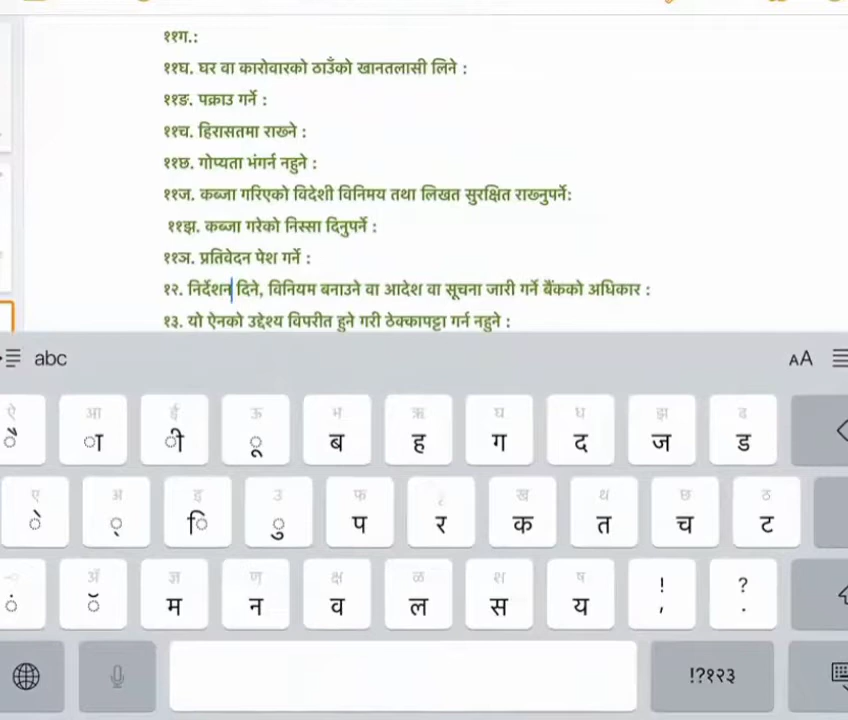 ११ग.:
११घ. घर वा कारोवारको ठाउँको खानतलासी लिने :
११ङ. पक्राउ गर्ने :
११च. हिरासतमा राख्ने :
११छ. गोप्यता भंगर्न नहुने :
११ज. कब्जा गरिएको विदेशी विनिमय तथा लिखत सुरक्षित राख्नुपर्ने:
११झ. कब्जा गरेको निस्सा दिनुपर्ने :
११ञ. प्रतिवेदन पेश गर्ने :
१२. निर्देशन दिने, विनियम बनाउने वा आदेश वा सूचना जारी गर्ने बैंकको अधिकार :
१३. यो ऐनको उद्देश्य विपरीत हुने गरी ठेक्कापट्टा गर्न नहुने :
abc AA
ऐ आ ई ऊ भ ऋ घ ध झ ढ
ै ा ी ू ब ह ग द ज ड
ए अ इ उ फ ृ ख थ छ ठ
े ् ि ु प र क त च ट
ऑ ज्ञ ण क्ष ळ श ष ! ?
ं ॅ म न व ल स य , .
!?१२३